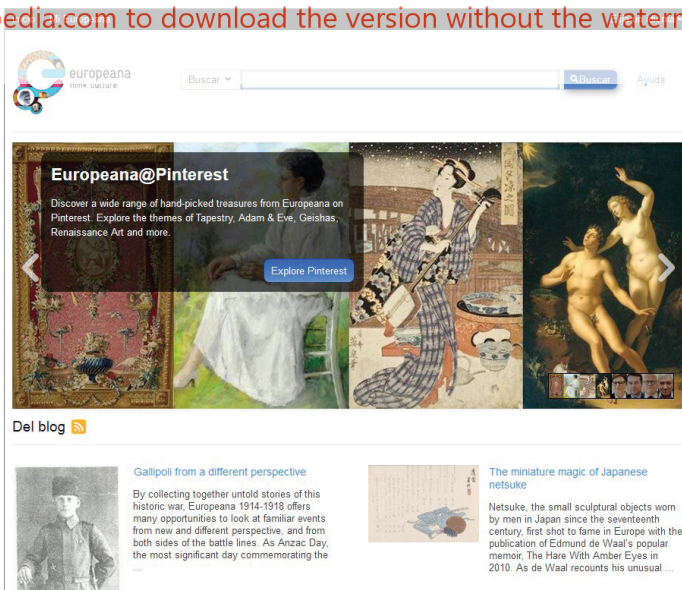 edia.com to download the version without the waterm
europeana
think culture
Buscar
Buscar
Ayuda
Europeana@Pinterest
Discover a wide range of hand-picked treasures from Europeana on
Pinterest. Explore the themes of Tapestry, Adam & Eve, Geishas,
Renaissance Art and more.
Explore Pinterest
Del blog
Gallipoli from a different perspective
By collecting together untold stories of this
historic war, Europeana 1914-1918 offers
many opportunities to look at familiar events
from new and different perspective, and from
both sides of the battle lines. As Anzac Day,
the most significant day commemorating the
...
The miniature magic of Japanese
netsuke
Netsuke, the small sculptural objects worn
by men in Japan since the seventeenth
century, first shot to fame in Europe with the
publication of Edmund de Waal's popular
memoir, The Hare With Amber Eyes in
2010. As de Waal recounts his unusual ...